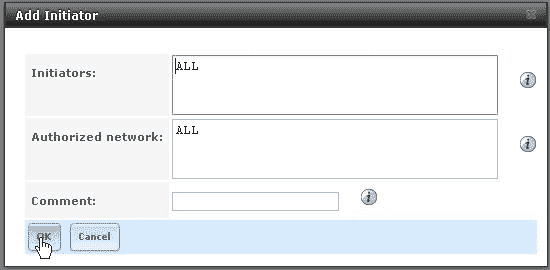 Add Initiator
Initiators:
ALL
Authorized network:
ALL
Comment:
OK
Cancel